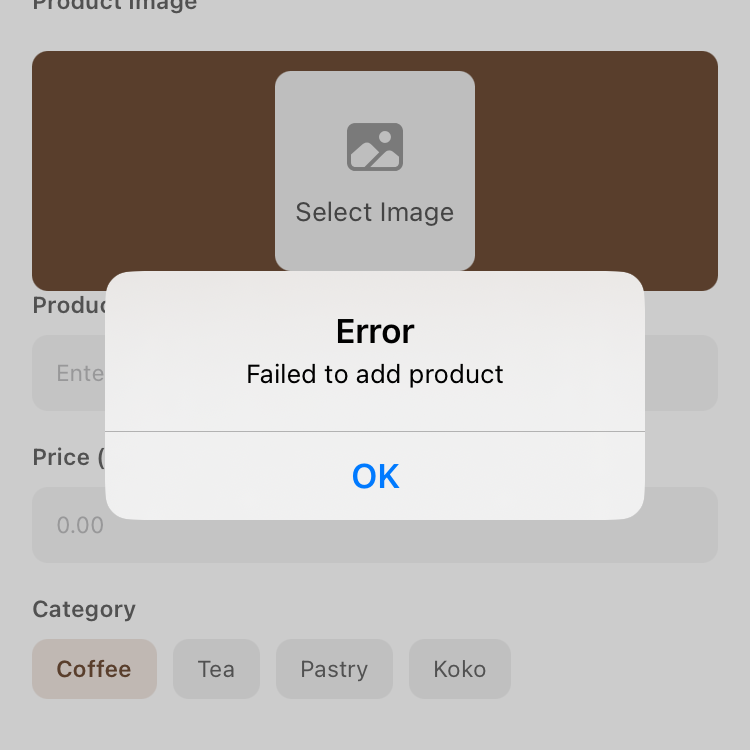 Product Image
Select Image
Produc
Error
Failed to add product
Ente
Price (
OK
0.00
Category
Coffee Tea Pastry Koko